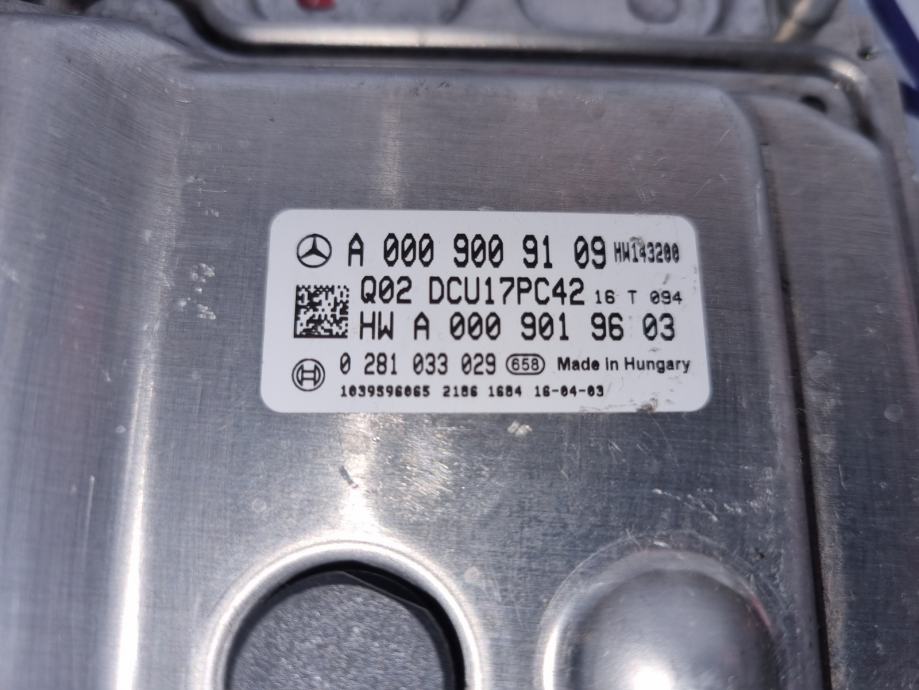 A 000 900 91 09 HW143200
Q02 DCU17PC42 16 T 094
HW A 000 901 96 03
0 281 033 029 658 Made in Hungary
1039S96065 2186 1684 16-04-03